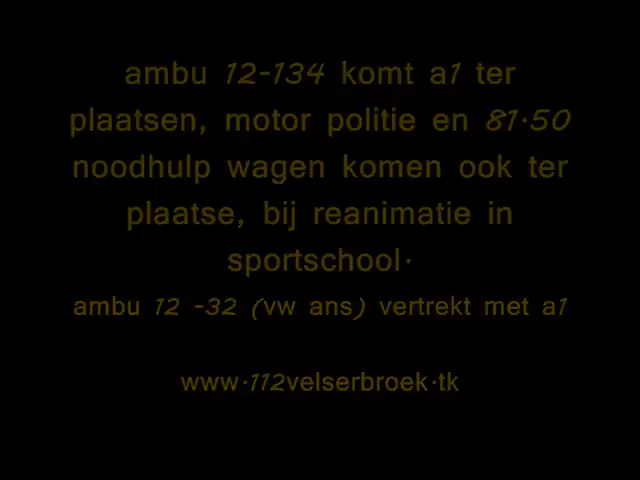 ambu 12-134 komt a1 ter
plaatsen, motor politie en 81·50
noodhulp wagen komen ook ter
plaatse, bij reanimatie in
sportschool·
ambu 12 -32 (vw ans) vertrekt met a1
www·112velserbroek·tk